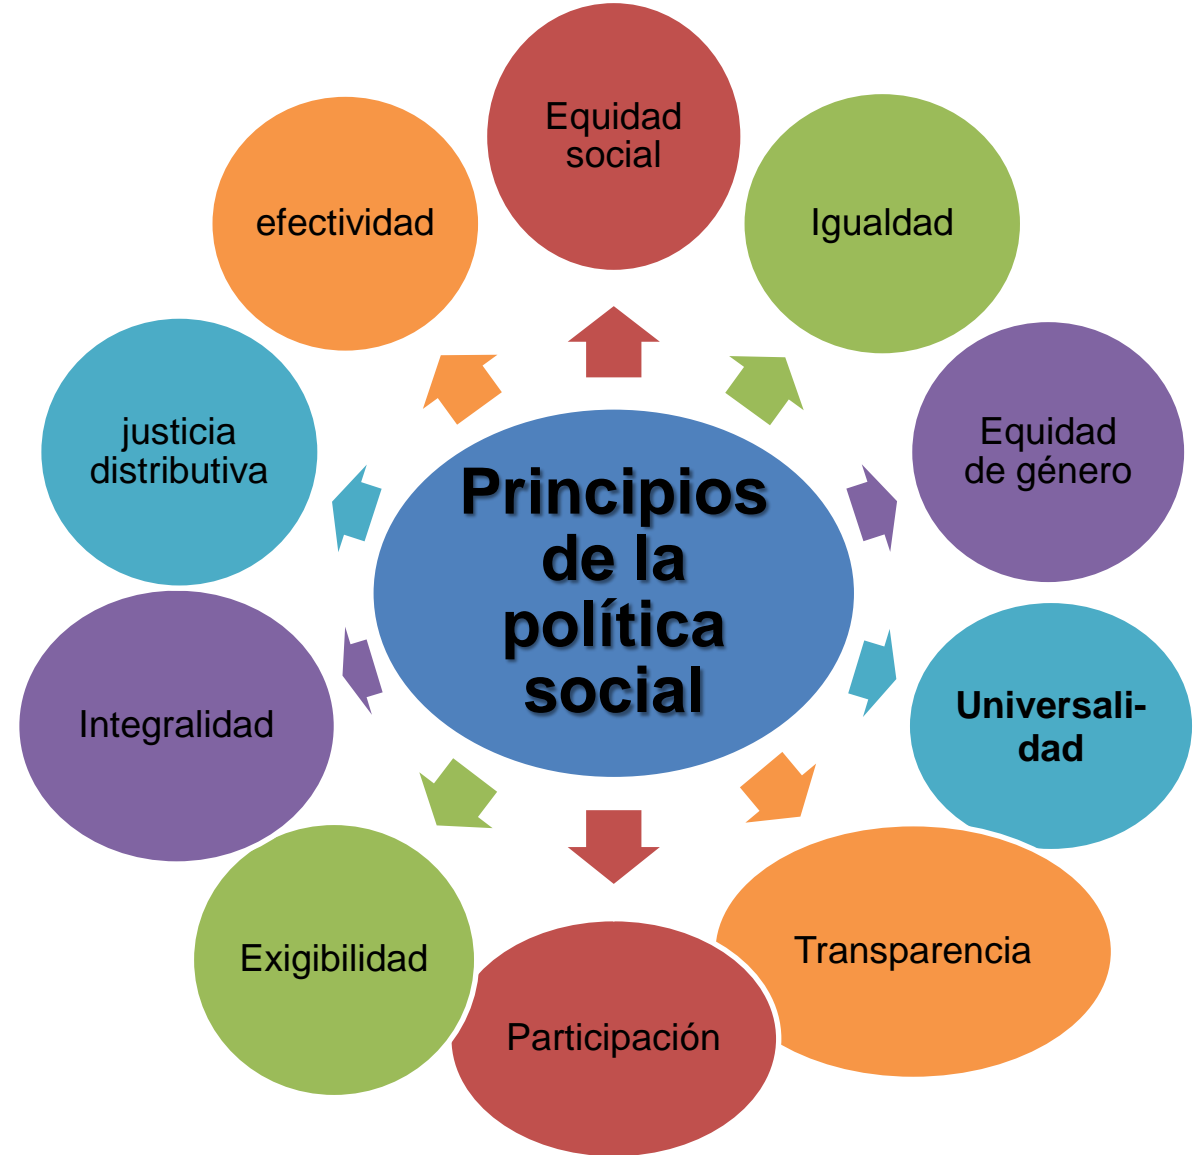 Equidad
social
Igualdad
Equidad
de género
Universali-
dad
Transparencia
Participación
Exigibilidad
Integralidad
justicia
distributiva
efectividad
Principios
de la
política
social